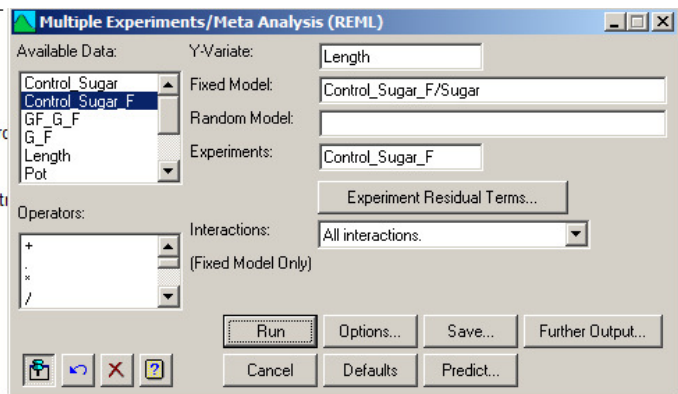 Multiple Experiments/Meta Analysis (REML)
Available Data:
Control_Sugar
Control_Sugar_F
GF_G_F
G_F
Length
Pot
Operators:
+
.
*
/
Y-Variate: Length
Fixed Model: Control_Sugar_F/Sugar
Random Model:
Experiments: Control_Sugar_F
Experiment Residual Terms...
Interactions: All interactions.
(Fixed Model Only)
Run Options... Save... Further Output...
Cancel Defaults Predict...